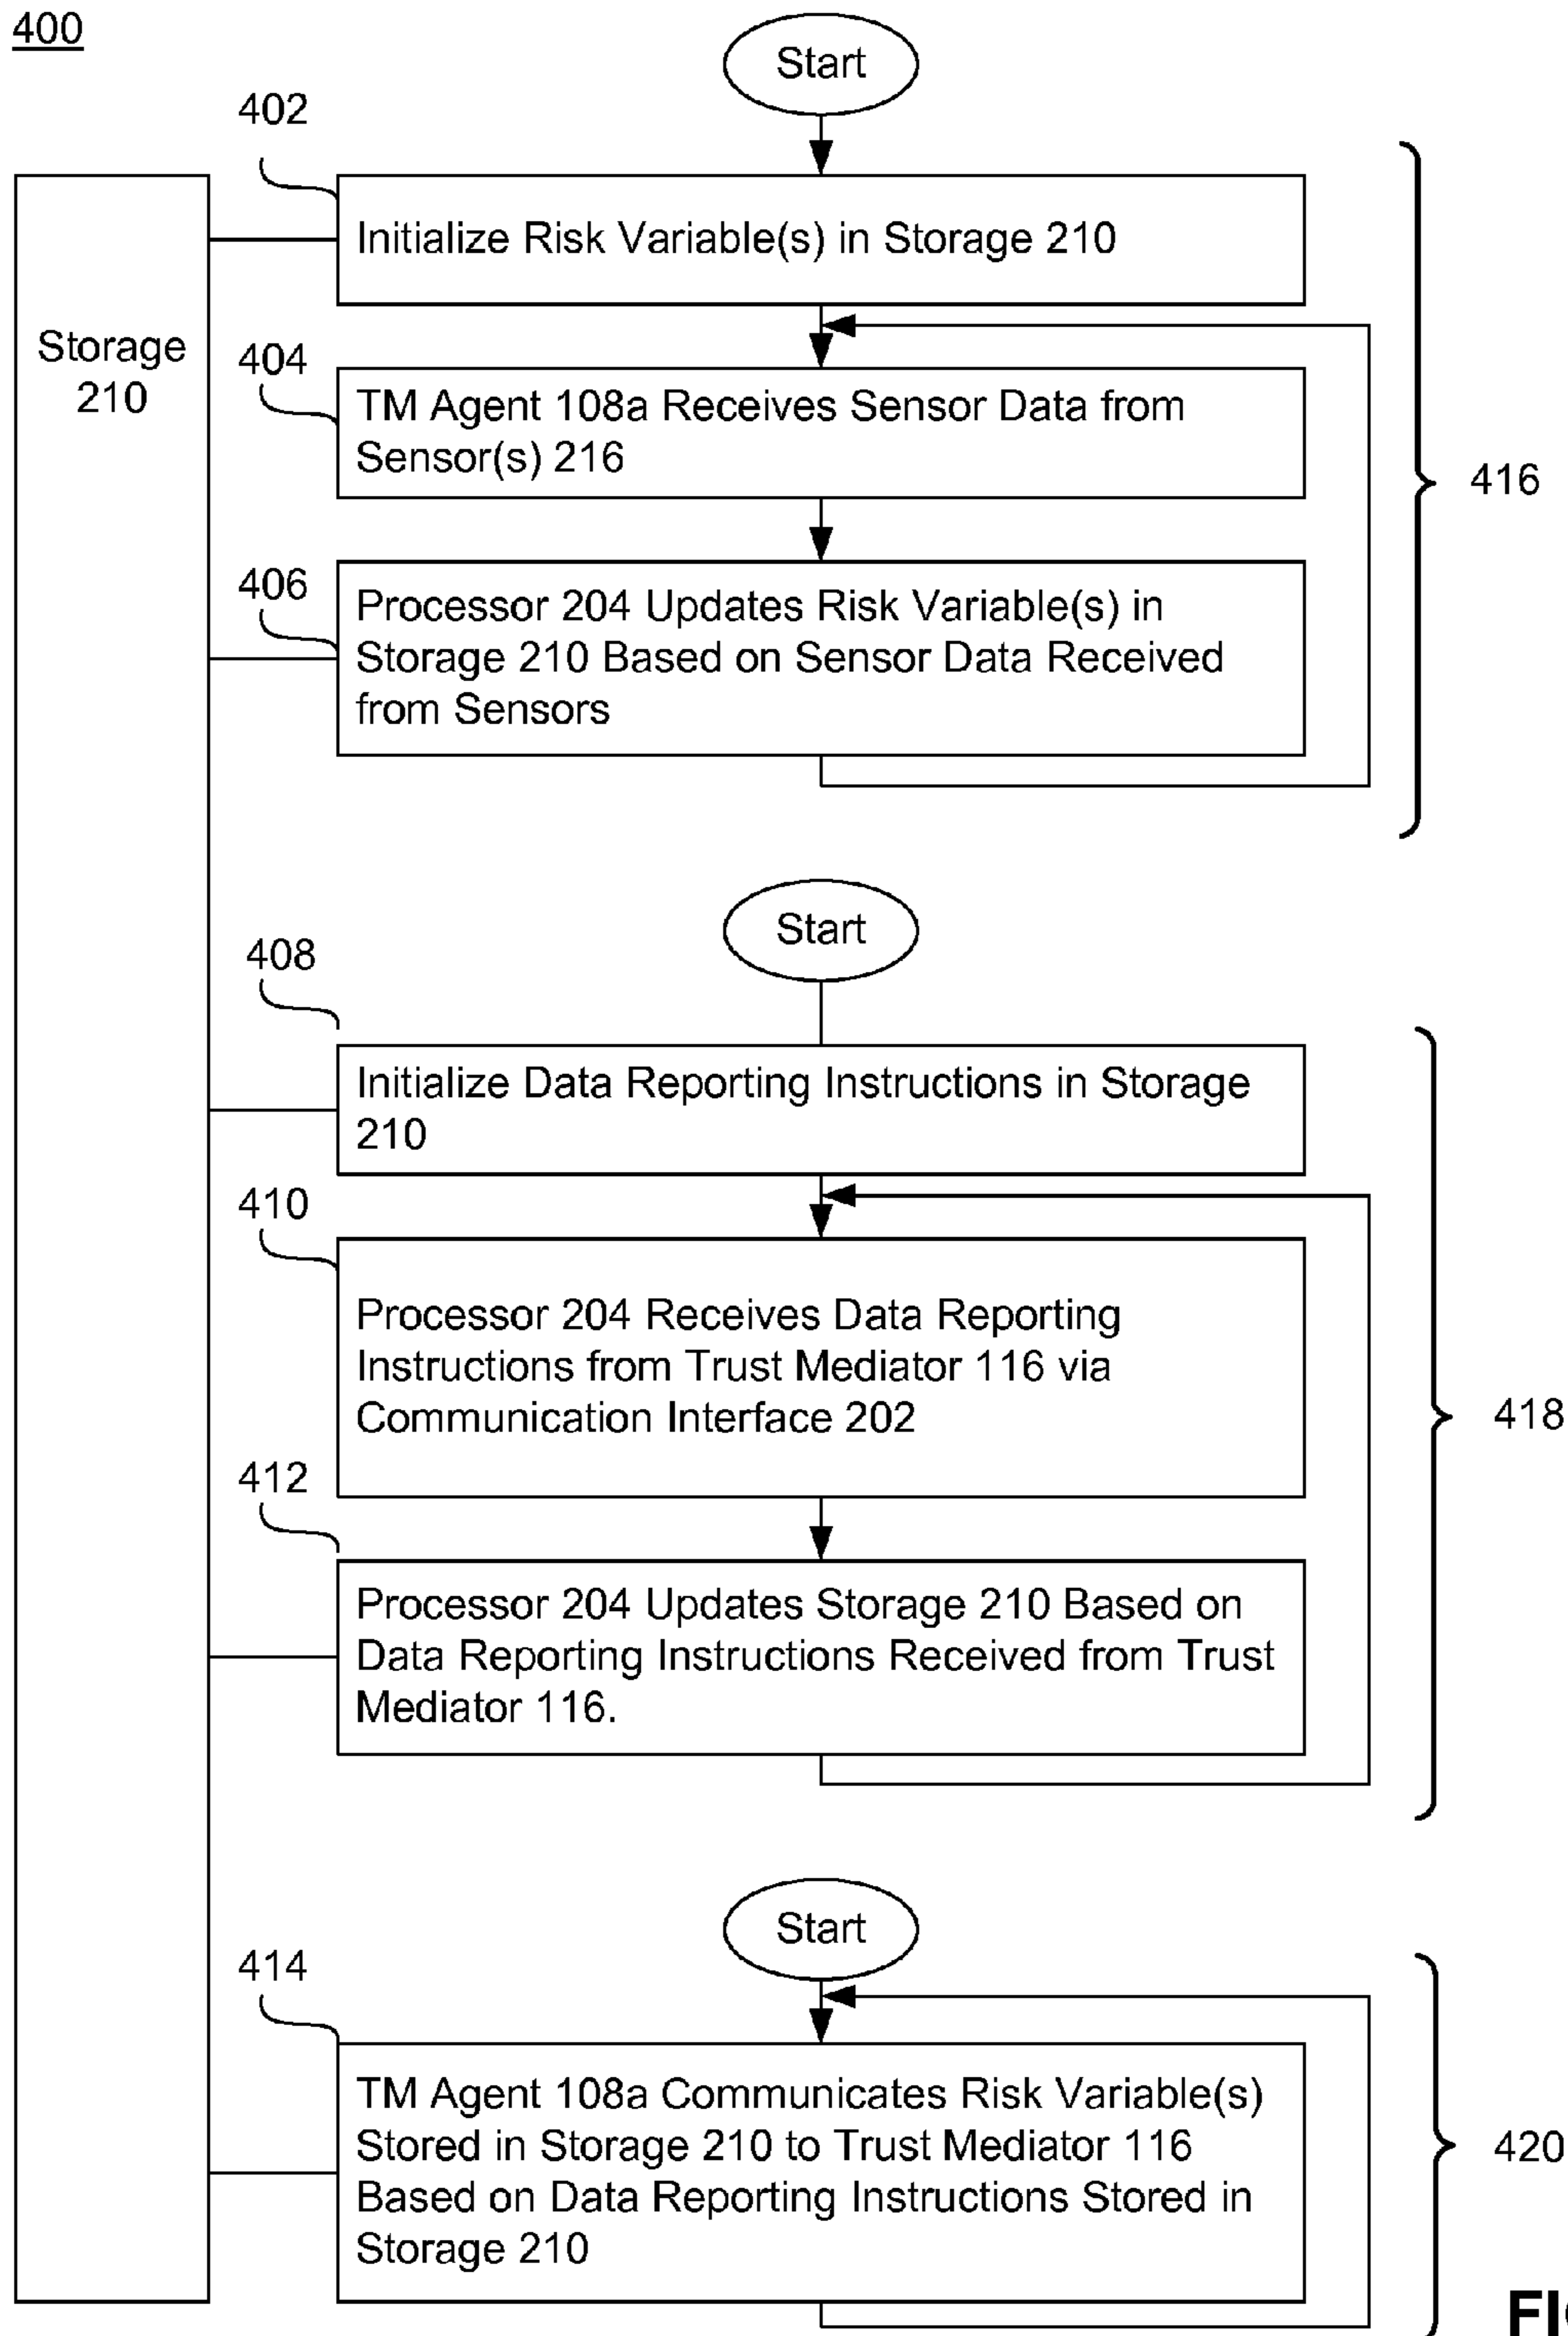 400
Start
402
Initialize Risk Variable(s) in Storage 210
Storage
210
404
TM Agent 108a Receives Sensor Data from
Sensor(s) 216
416
406
Processor 204 Updates Risk Variable(s) in
Storage 210 Based on Sensor Data Received
from Sensors
Start
408
Initialize Data Reporting Instructions in Storage
210
410
Processor 204 Receives Data Reporting
Instructions from Trust Mediator 116 via
Communication Interface 202
418
412
Processor 204 Updates Storage 210 Based on
Data Reporting Instructions Received from Trust
Mediator 116.
Start
414
TM Agent 108a Communicates Risk Variable(s)
Stored in Storage 210 to Trust Mediator 116
Based on Data Reporting Instructions Stored in
Storage 210
420